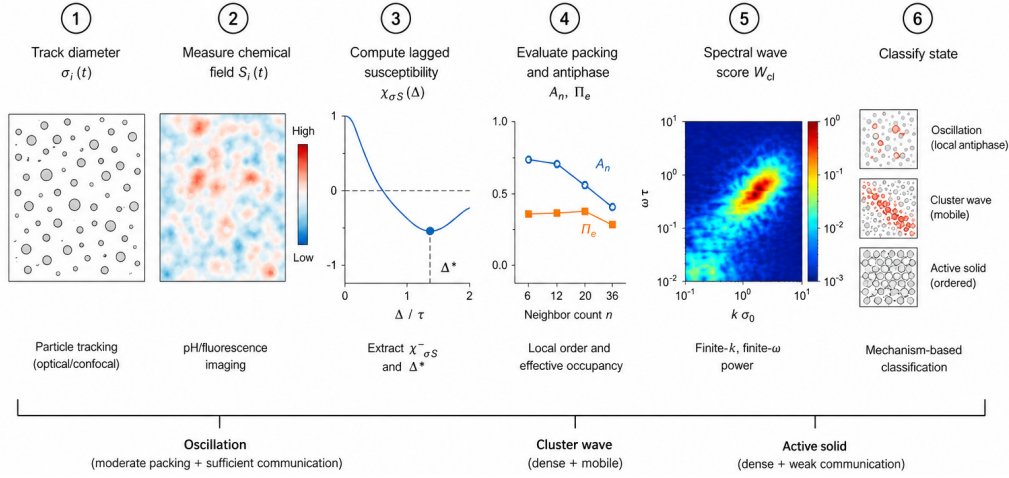 1
Track diameter
σᵢ (t)
Particle tracking
(optical/confocal)
2
Measure chemical
field Sᵢ (t)
High
Low
pH/fluorescence
imaging
3
Compute lagged
susceptibility
χσS (Δ)
1
0
-1
Δ*
0
1
2
Δ / τ
Extract χ⁻σS
and Δ*
4
Evaluate packing
and antiphase
Aₙ, Πₑ
1.0
0.5
0.0
Aₙ
Πₑ
6 12 20 36
Neighbor count n
Local order and
effective occupancy
5
Spectral wave
score Wcl
ω τ
10¹
10⁰
10⁻¹
10⁻²
10⁻¹ 10⁰ 10¹
k σ₀
10⁰
10⁻¹
10⁻²
10⁻³
Finite-k, finite-ω
power
6
Classify state
Oscillation
(local antiphase)
Cluster wave
(mobile)
Active solid
(ordered)
Mechanism-based
classification
Oscillation
(moderate packing + sufficient communication)
Cluster wave
(dense + mobile)
Active solid
(dense + weak communication)